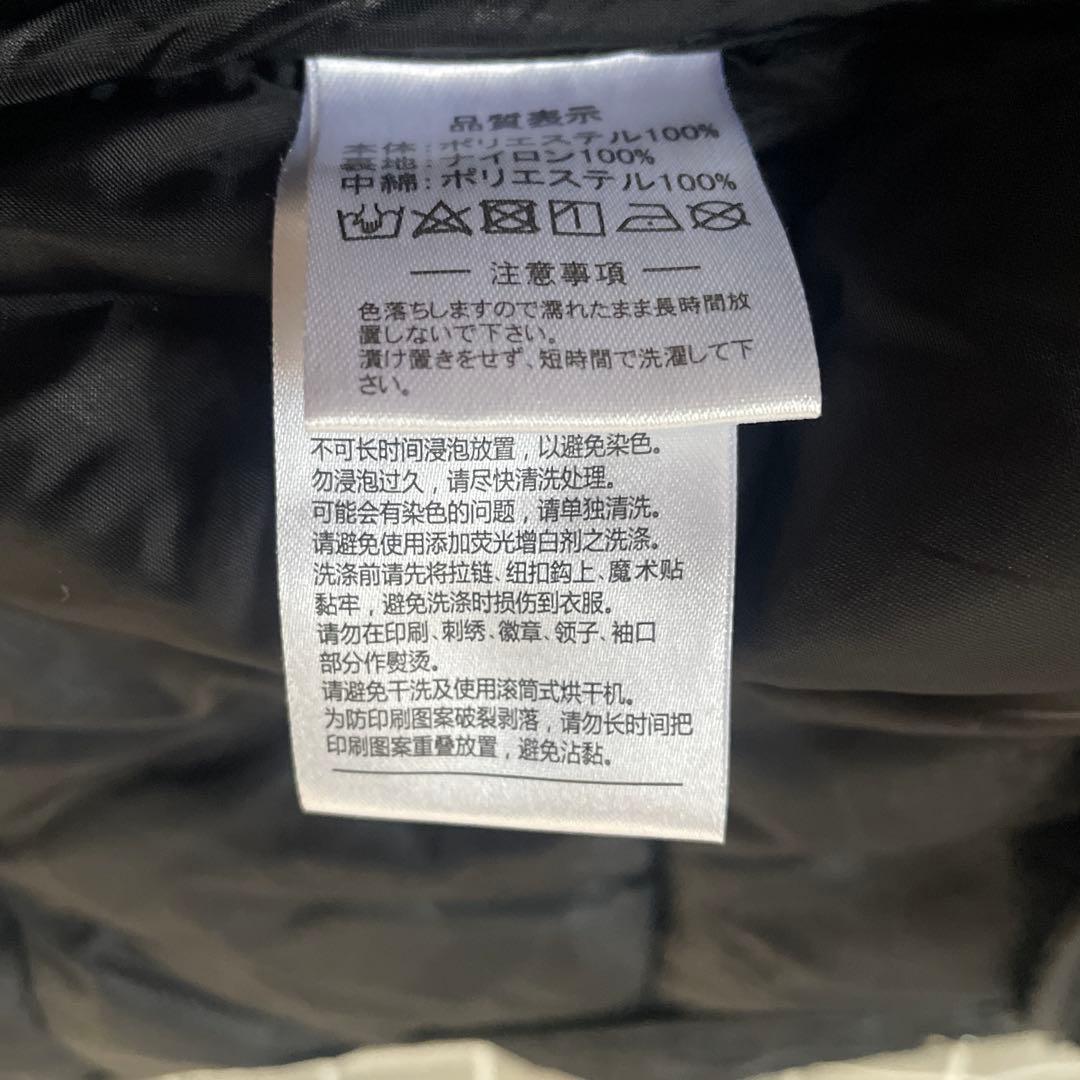 品質表示
本体:ポリエステル100%
裏地:ナイロン100%
中綿:ポリエステル100%
注意事項
色落ちしますので濡れたまま長時間放
置しないで下さい。
漬け置きをせず、短時間で洗濯して下
さい。
不可长时间浸泡放置，以避免染色。
勿浸泡过久，请尽快清洗处理。
可能会有染色的问题，请单独清洗。
请避免使用添加荧光增白剂之洗涤。
洗涤前请先将拉链、纽扣鈎上、魔术贴
黏牢，避免洗涤时损伤到衣服。
请勿在印刷、刺绣、徽章、领子、袖口
部分作熨烫。
请避免干洗及使用滚筒式烘干机。
为防印刷图案破裂剥落，请勿长时间把
印刷图案重叠放置，避免沾黏。